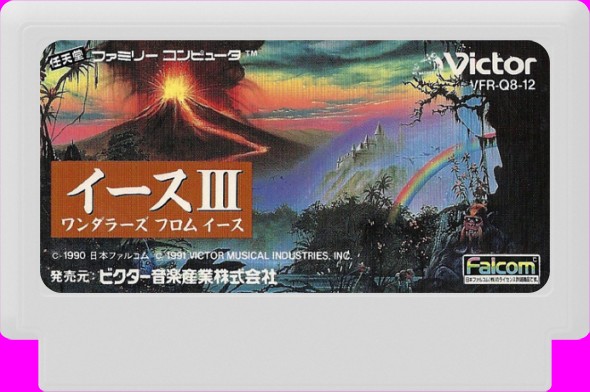 任天堂 ファミリー コンピュータ™
Victor
VFR-Q8-12
イースIII
ワンダラーズ フロム イース
©1990 日本ファルコム © 1991 VICTOR MUSICAL INDUSTRIES, INC.
発売元: ビクター音楽産業株式会社
Falcom